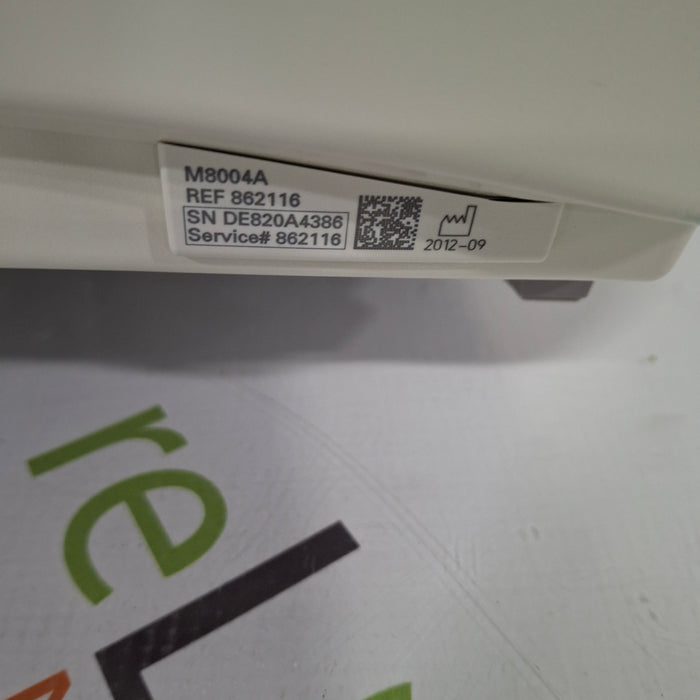 M8004A
REF 862116
SN DE820A4386
Service# 862116
2012-09
reL